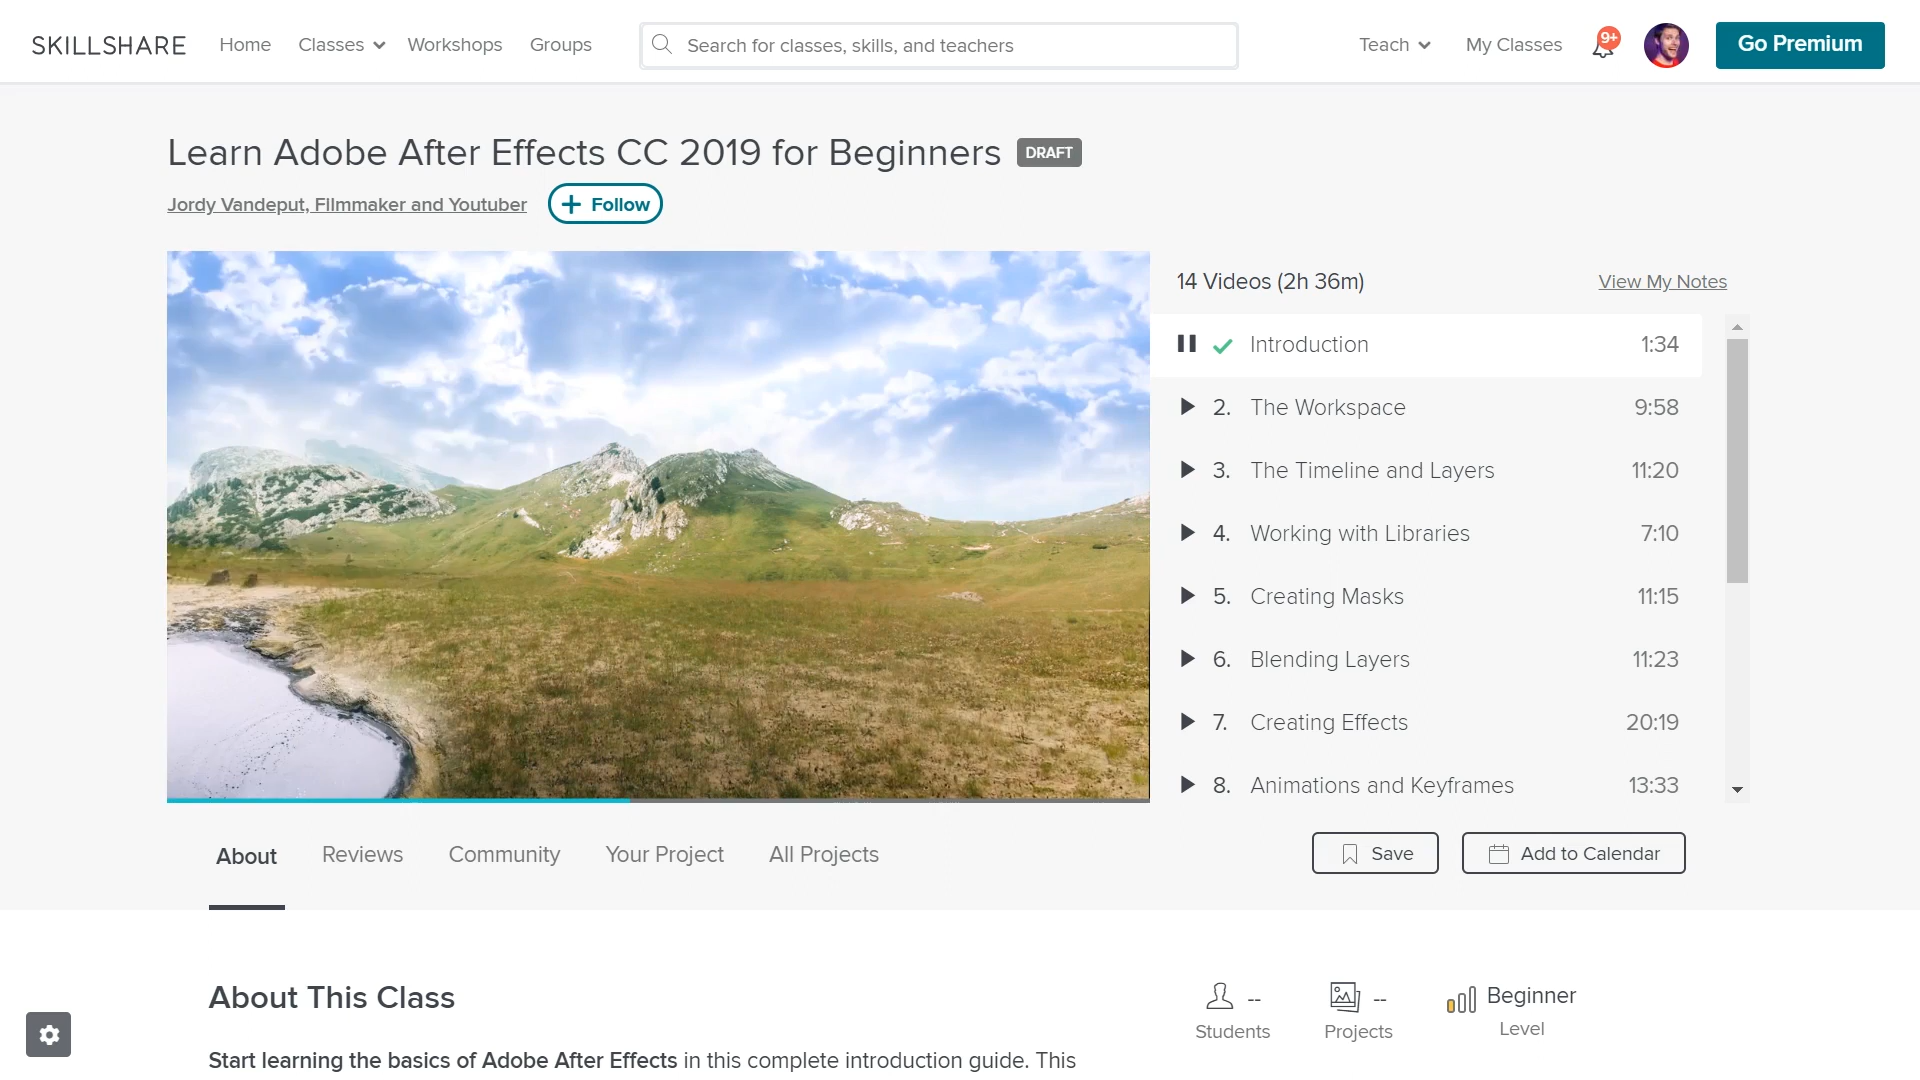 SKILLSHARE Home Classes Workshops Groups Search for classes, skills, and teachers Teach My Classes 9+ Go Premium
Learn Adobe After Effects CC 2019 for Beginners DRAFT
Jordy Vandeput, Filmmaker and Youtuber + Follow
14 Videos (2h 36m) View My Notes
Introduction 1:34
2. The Workspace 9:58
3. The Timeline and Layers 11:20
4. Working with Libraries 7:10
5. Creating Masks 11:15
6. Blending Layers 11:23
7. Creating Effects 20:19
8. Animations and Keyframes 13:33
About Reviews Community Your Project All Projects Save Add to Calendar
About This Class
-- Students
-- Projects
Beginner Level
Start learning the basics of Adobe After Effects in this complete introduction guide. This